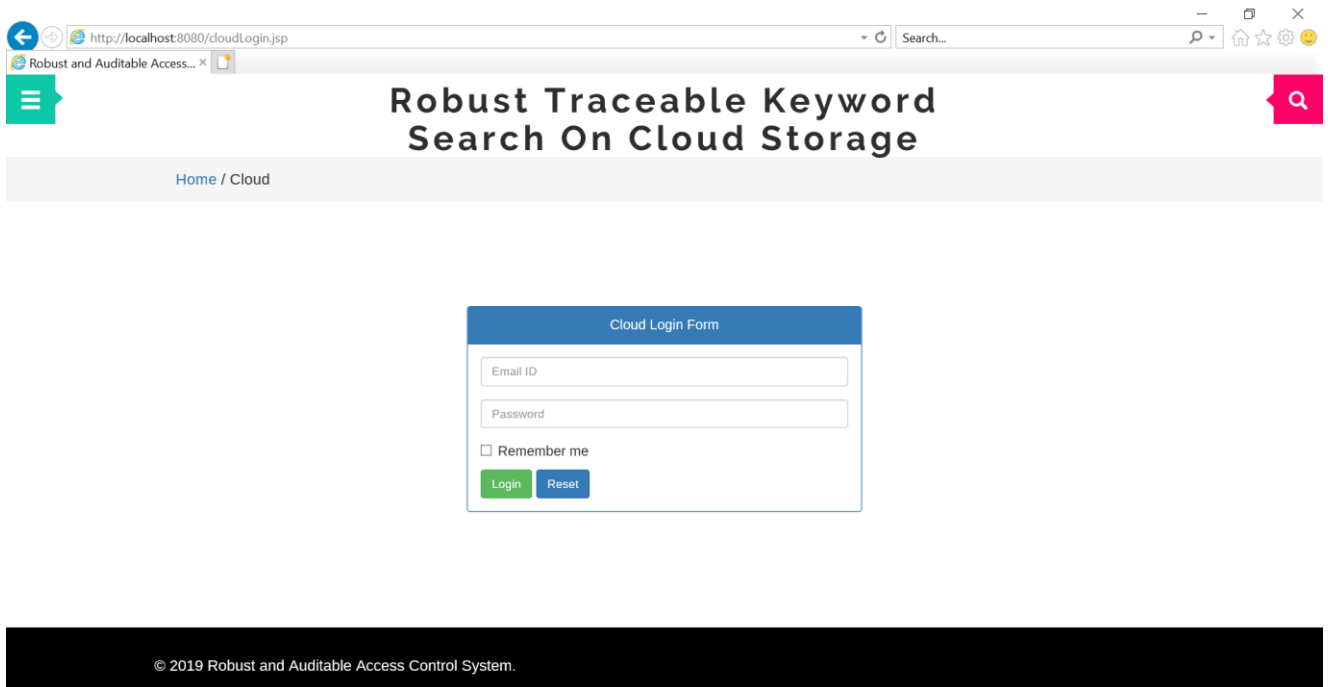 http://localhost:8080/cloudLogin.jsp
Search...
Robust and Auditable Access...
Robust Traceable Keyword
Search On Cloud Storage
Home / Cloud
Cloud Login Form
Email ID
Password
Remember me
Login Reset
© 2019 Robust and Auditable Access Control System.